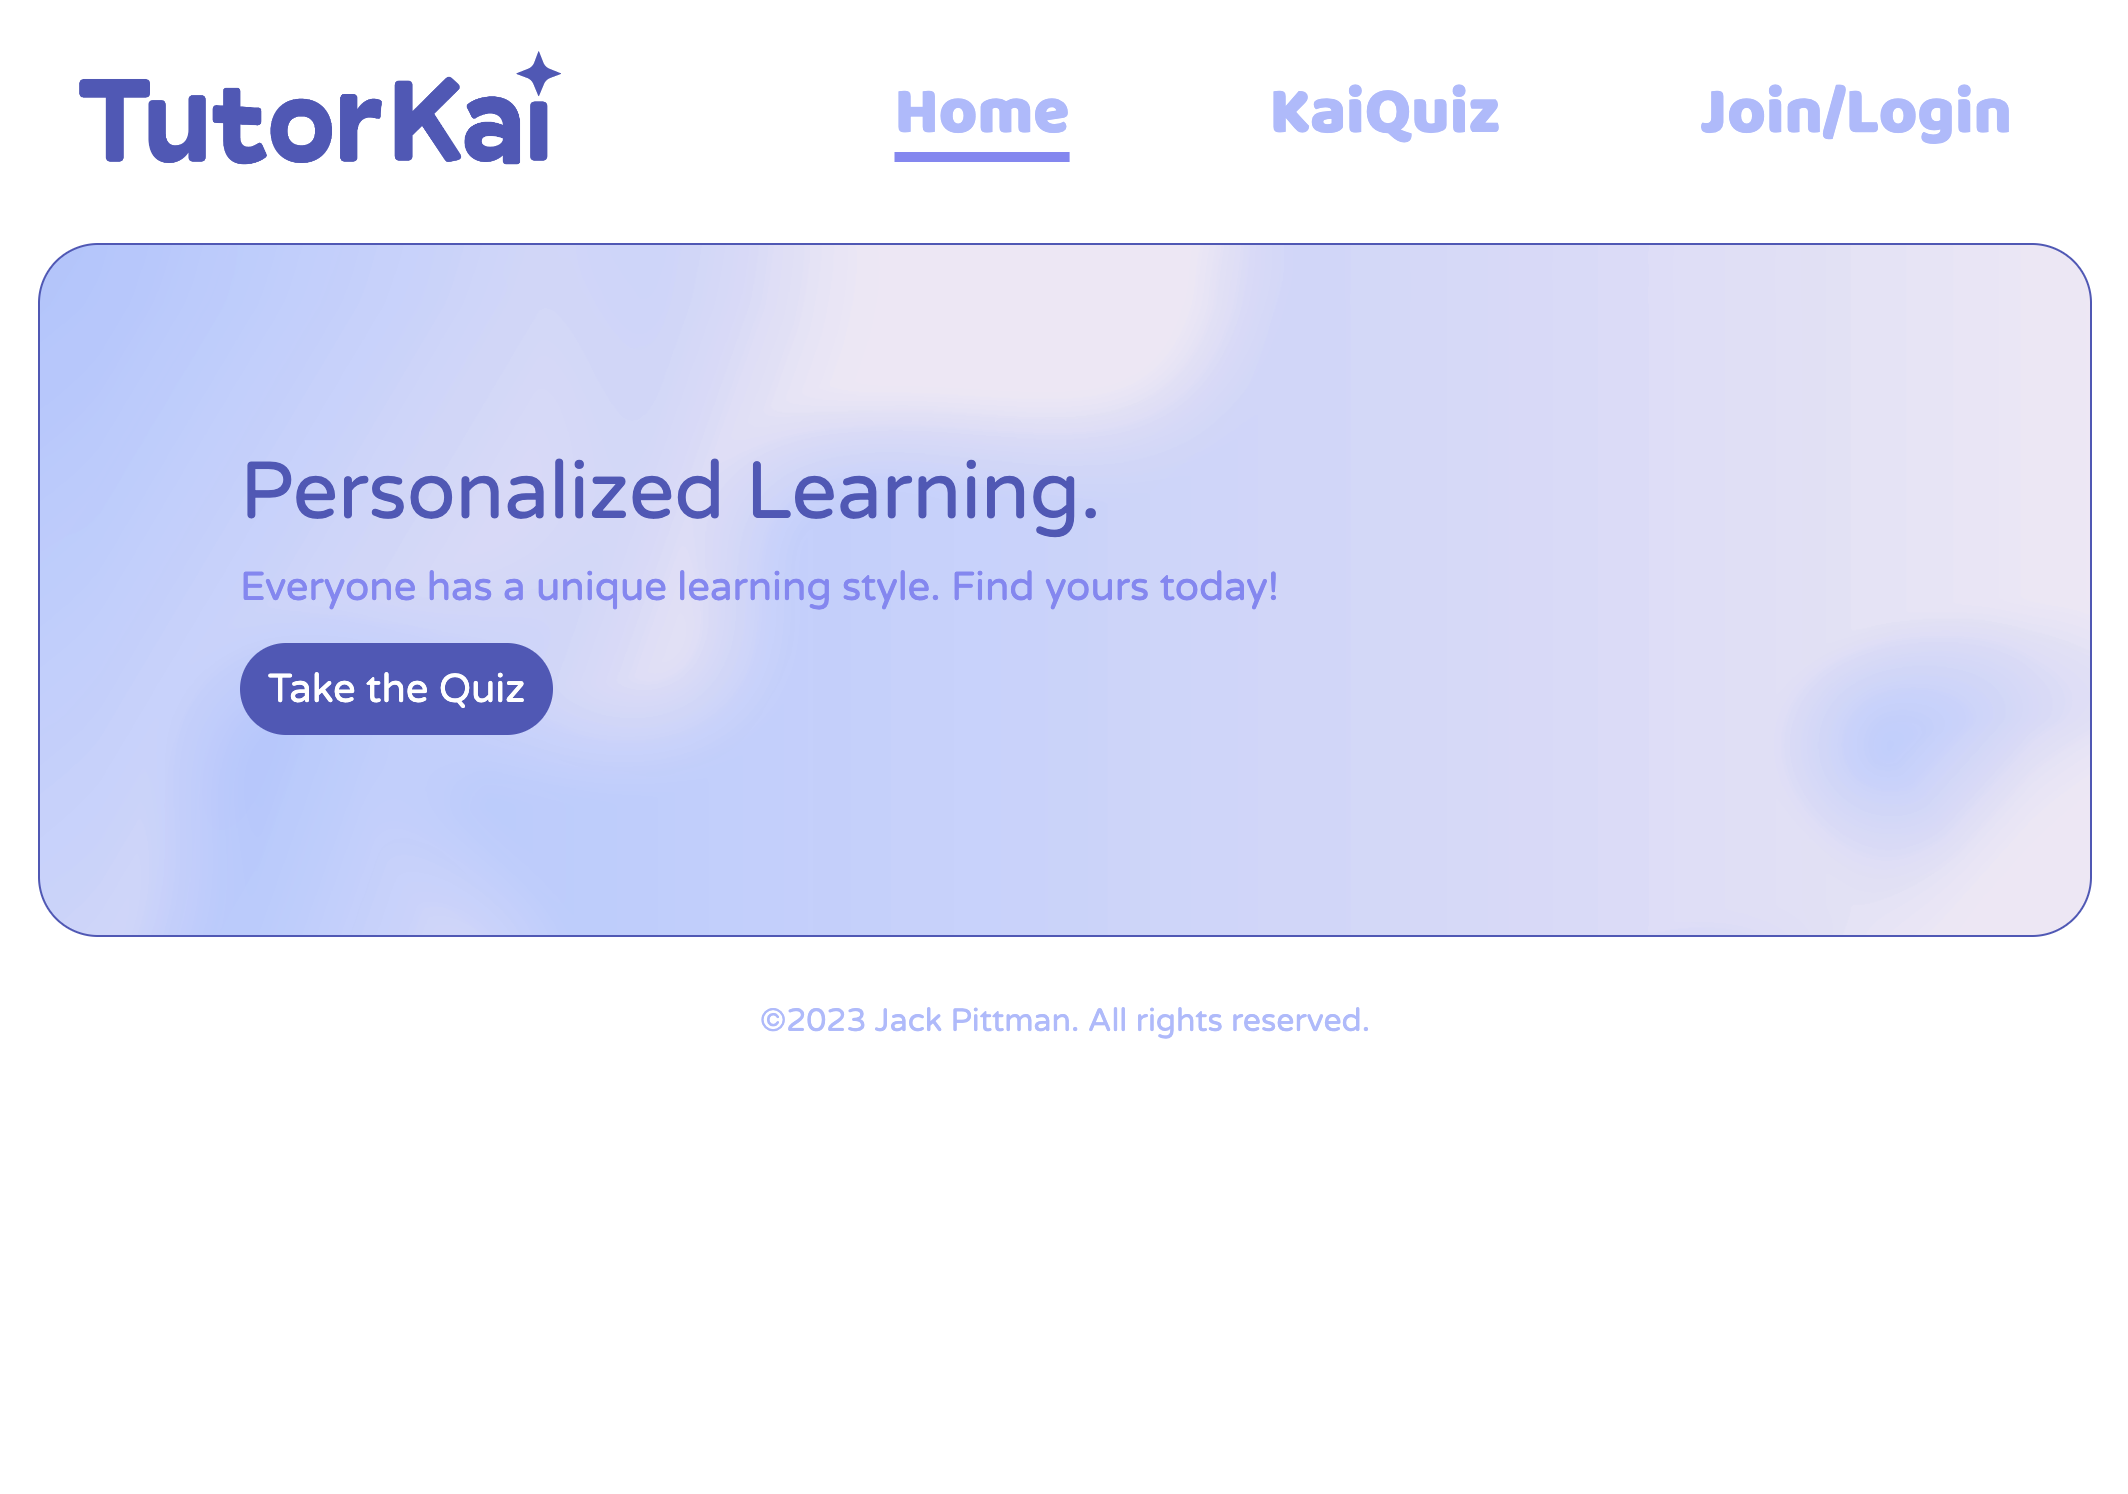 TutorKai
Home
KaiQuiz
Join/Login
Personalized Learning.
Everyone has a unique learning style. Find yours today!
Take the Quiz
©2023 Jack Pittman. All rights reserved.